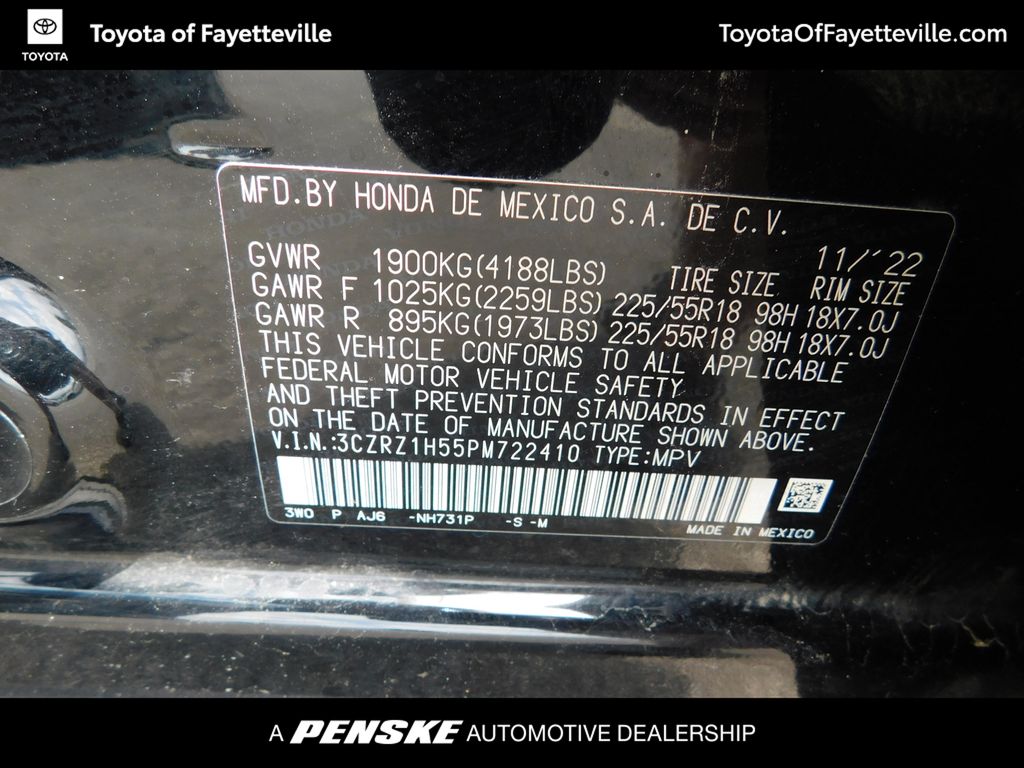 TOYOTA
Toyota of Fayetteville
ToyotaOfFayetteville.com
MFD.BY HONDA DE MEXICO S.A. DE C.V.
11/'22
GVWR 1900KG(4188LBS) TIRE SIZE RIM SIZE
GAWR F 1025KG(2259LBS) 225/55R18 98H 18X7.0J
GAWR R 895KG(1973LBS) 225/55R18 98H 18X7.0J
THIS VEHICLE CONFORMS TO ALL APPLICABLE
FEDERAL MOTOR VEHICLE SAFETY
AND THEFT PREVENTION STANDARDS IN EFFECT
ON THE DATE OF MANUFACTURE SHOWN ABOVE.
V.I.N.:3CZRZ1H55PM722410 TYPE:MPV
3W0 P AJ6 -NH731P -S -M
MADE IN MEXICO
A PENSKE AUTOMOTIVE DEALERSHIP